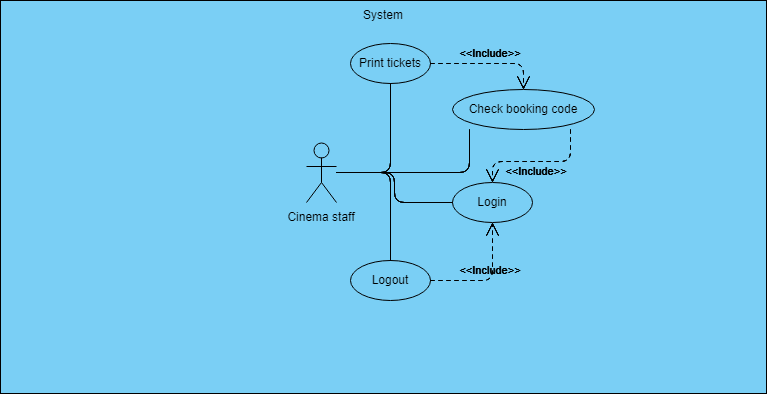 System
Print tickets
<<Include>>
Check booking code
Cinema staff
<<Include>>
Login
Logout
<<Include>>